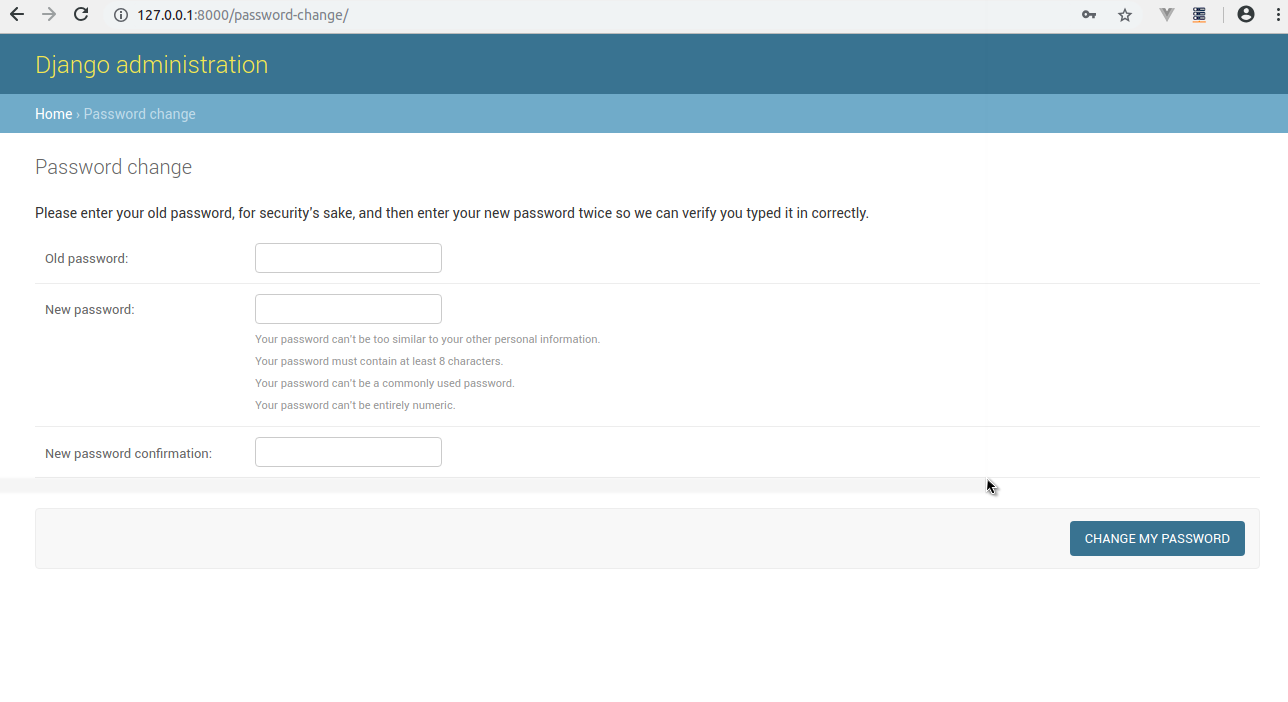 127.0.0.1:8000/password-change/
Django administration
Home › Password change
Password change
Please enter your old password, for security's sake, and then enter your new password twice so we can verify you typed it in correctly.
Old password:
New password:
Your password can't be too similar to your other personal information.
Your password must contain at least 8 characters.
Your password can't be a commonly used password.
Your password can't be entirely numeric.
New password confirmation:
CHANGE MY PASSWORD